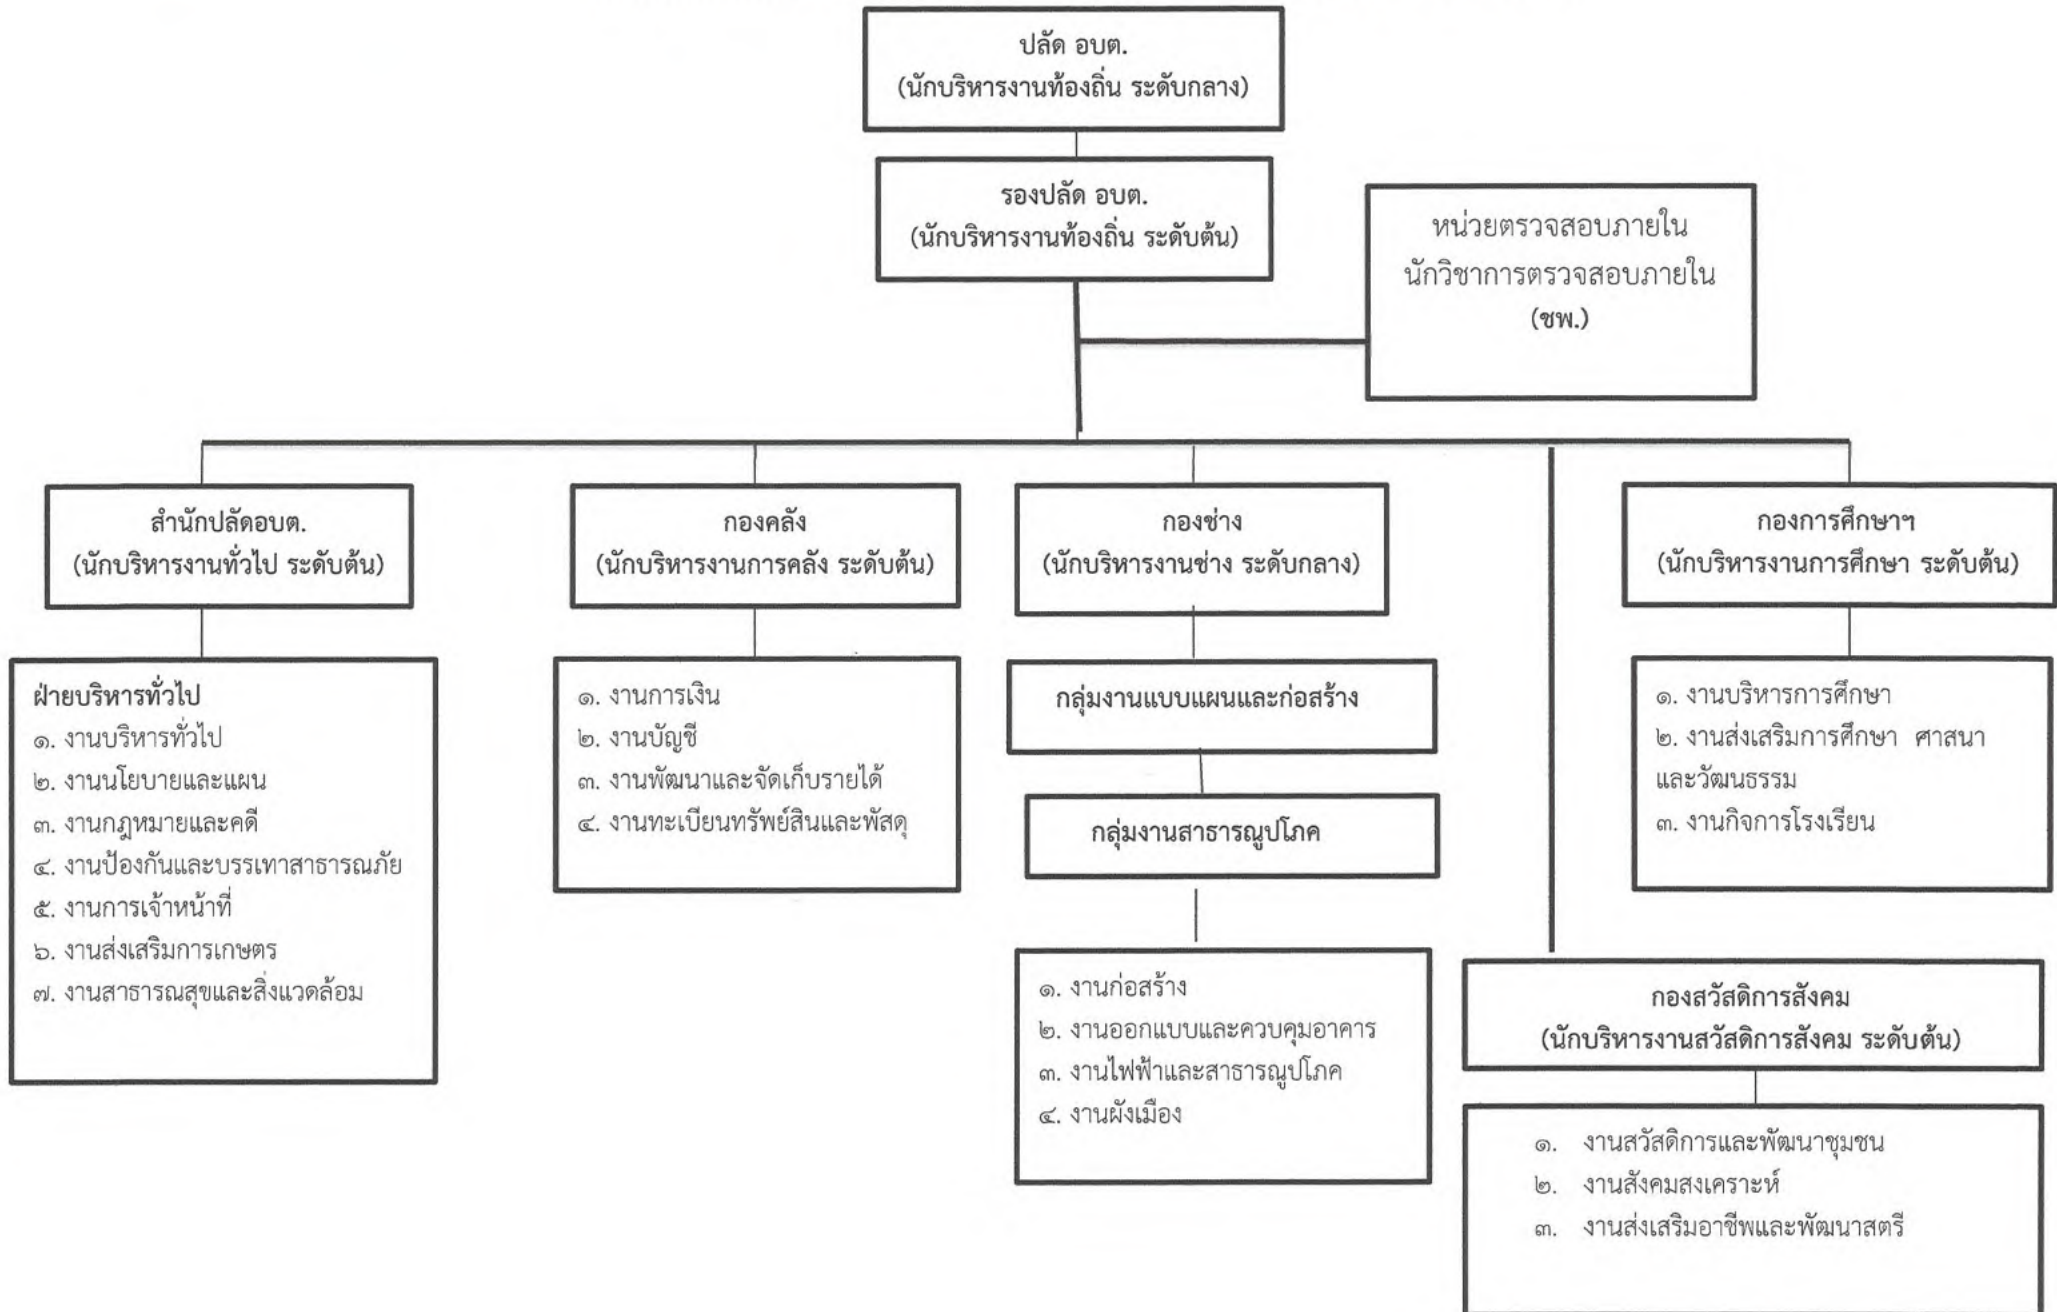 ปลัด อบต.
(นักบริหารงานท้องถิ่น ระดับกลาง)
รองปลัด อบต.
(นักบริหารงานท้องถิ่น ระดับต้น)
หน่วยตรวจสอบภายใน
นักวิชาการตรวจสอบภายใน
(ชพ.)
สำนักปลัดอบต.
(นักบริหารงานทั่วไป ระดับต้น)
ฝ่ายบริหารทั่วไป
๑. งานบริหารทั่วไป
๒. งานนโยบายและแผน
๓. งานกฎหมายและคดี
๔. งานป้องกันและบรรเทาสาธารณภัย
๕. งานการเจ้าหน้าที่
๖. งานส่งเสริมการเกษตร
๗. งานสาธารณสุขและสิ่งแวดล้อม
กองคลัง
(นักบริหารงานการคลัง ระดับต้น)
๑. งานการเงิน
๒. งานบัญชี
๓. งานพัฒนาและจัดเก็บรายได้
๔. งานทะเบียนทรัพย์สินและพัสดุ
กองช่าง
(นักบริหารงานช่าง ระดับกลาง)
กลุ่มงานแบบแผนและก่อสร้าง
กลุ่มงานสาธารณูปโภค
๑. งานก่อสร้าง
๒. งานออกแบบและควบคุมอาคาร
๓. งานไฟฟ้าและสาธารณูปโภค
๔. งานผังเมือง
กองการศึกษาฯ
(นักบริหารงานการศึกษา ระดับต้น)
๑. งานบริหารการศึกษา
๒. งานส่งเสริมการศึกษา ศาสนา
และวัฒนธรรม
๓. งานกิจการโรงเรียน
กองสวัสดิการสังคม
(นักบริหารงานสวัสดิการสังคม ระดับต้น)
๑. งานสวัสดิการและพัฒนาชุมชน
๒. งานสังคมสงเคราะห์
๓. งานส่งเสริมอาชีพและพัฒนาสตรี